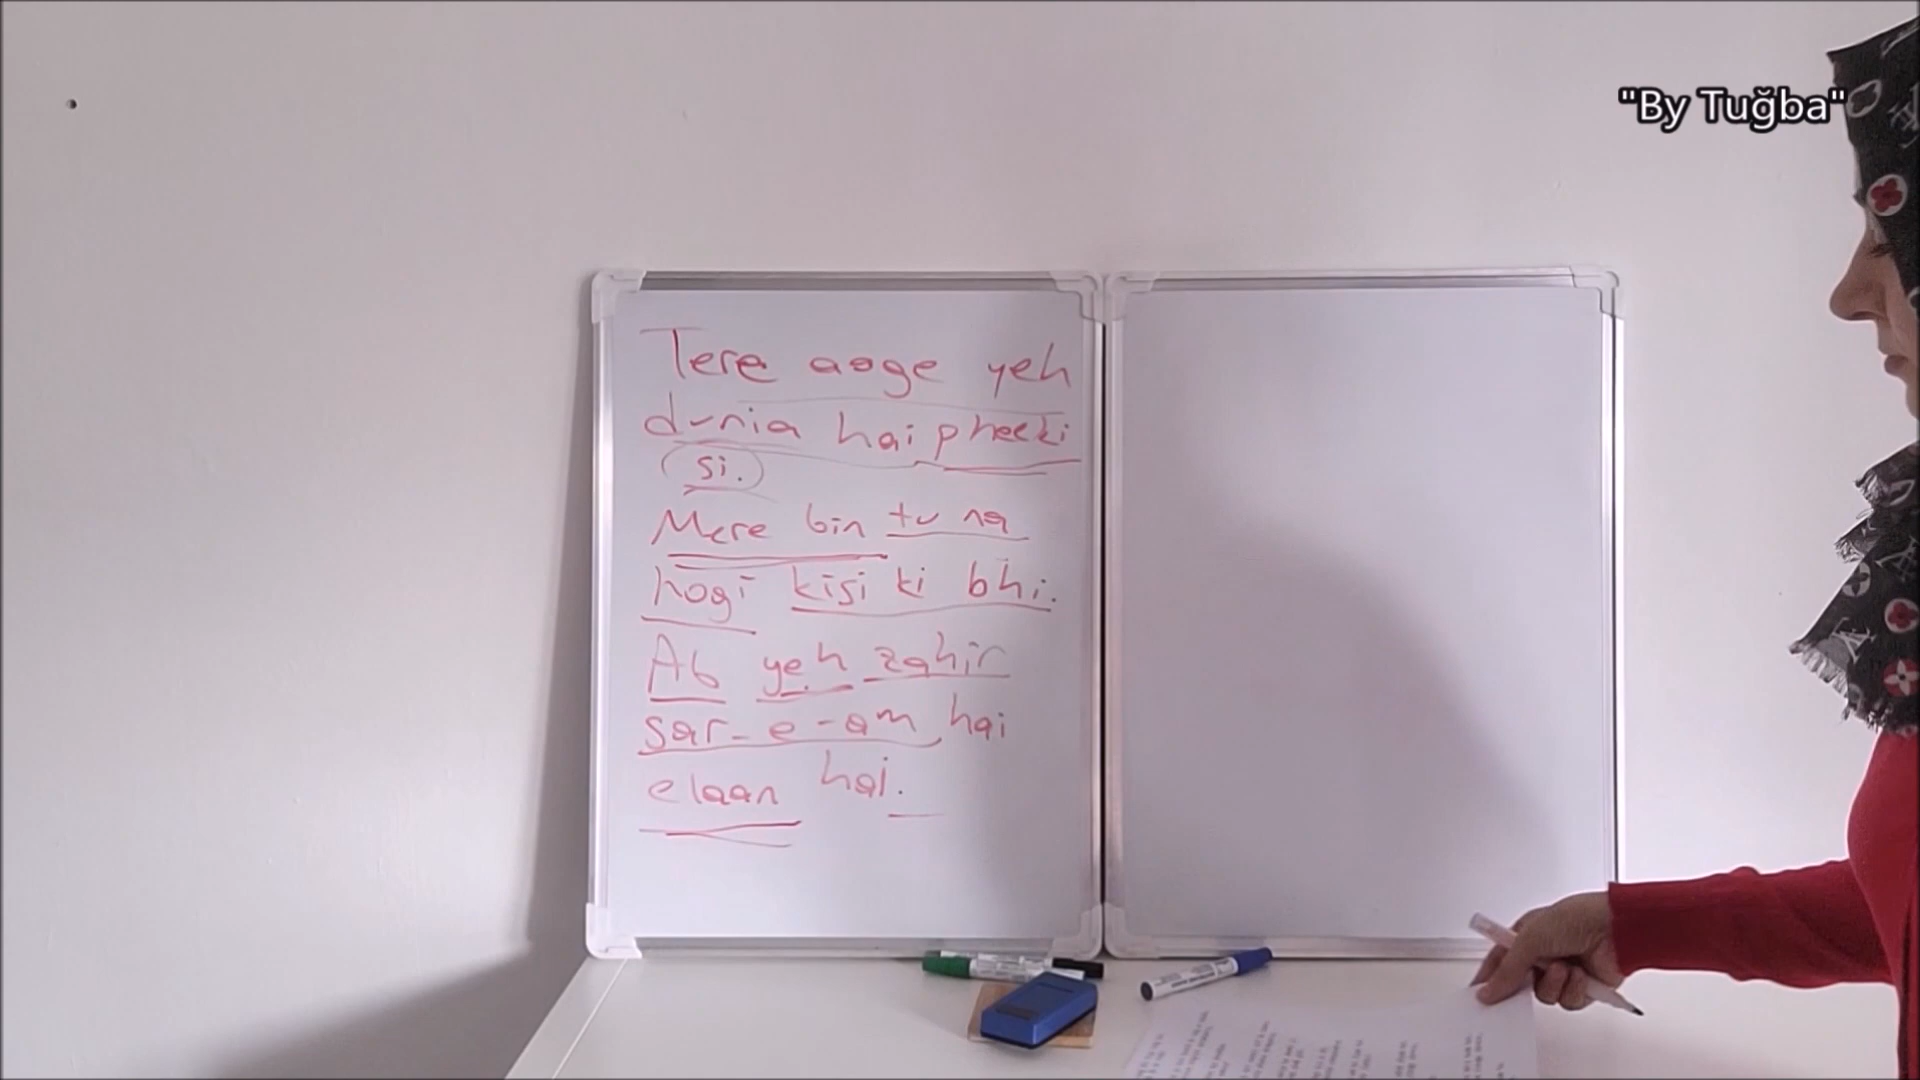 "By Tuğba"
Tere aage yeh
dunia hai pheeki
si.
Mere bin tu na
hogi kisi ki bhi.
Ab yeh zahir
sar-e-am hai
elaan hai.